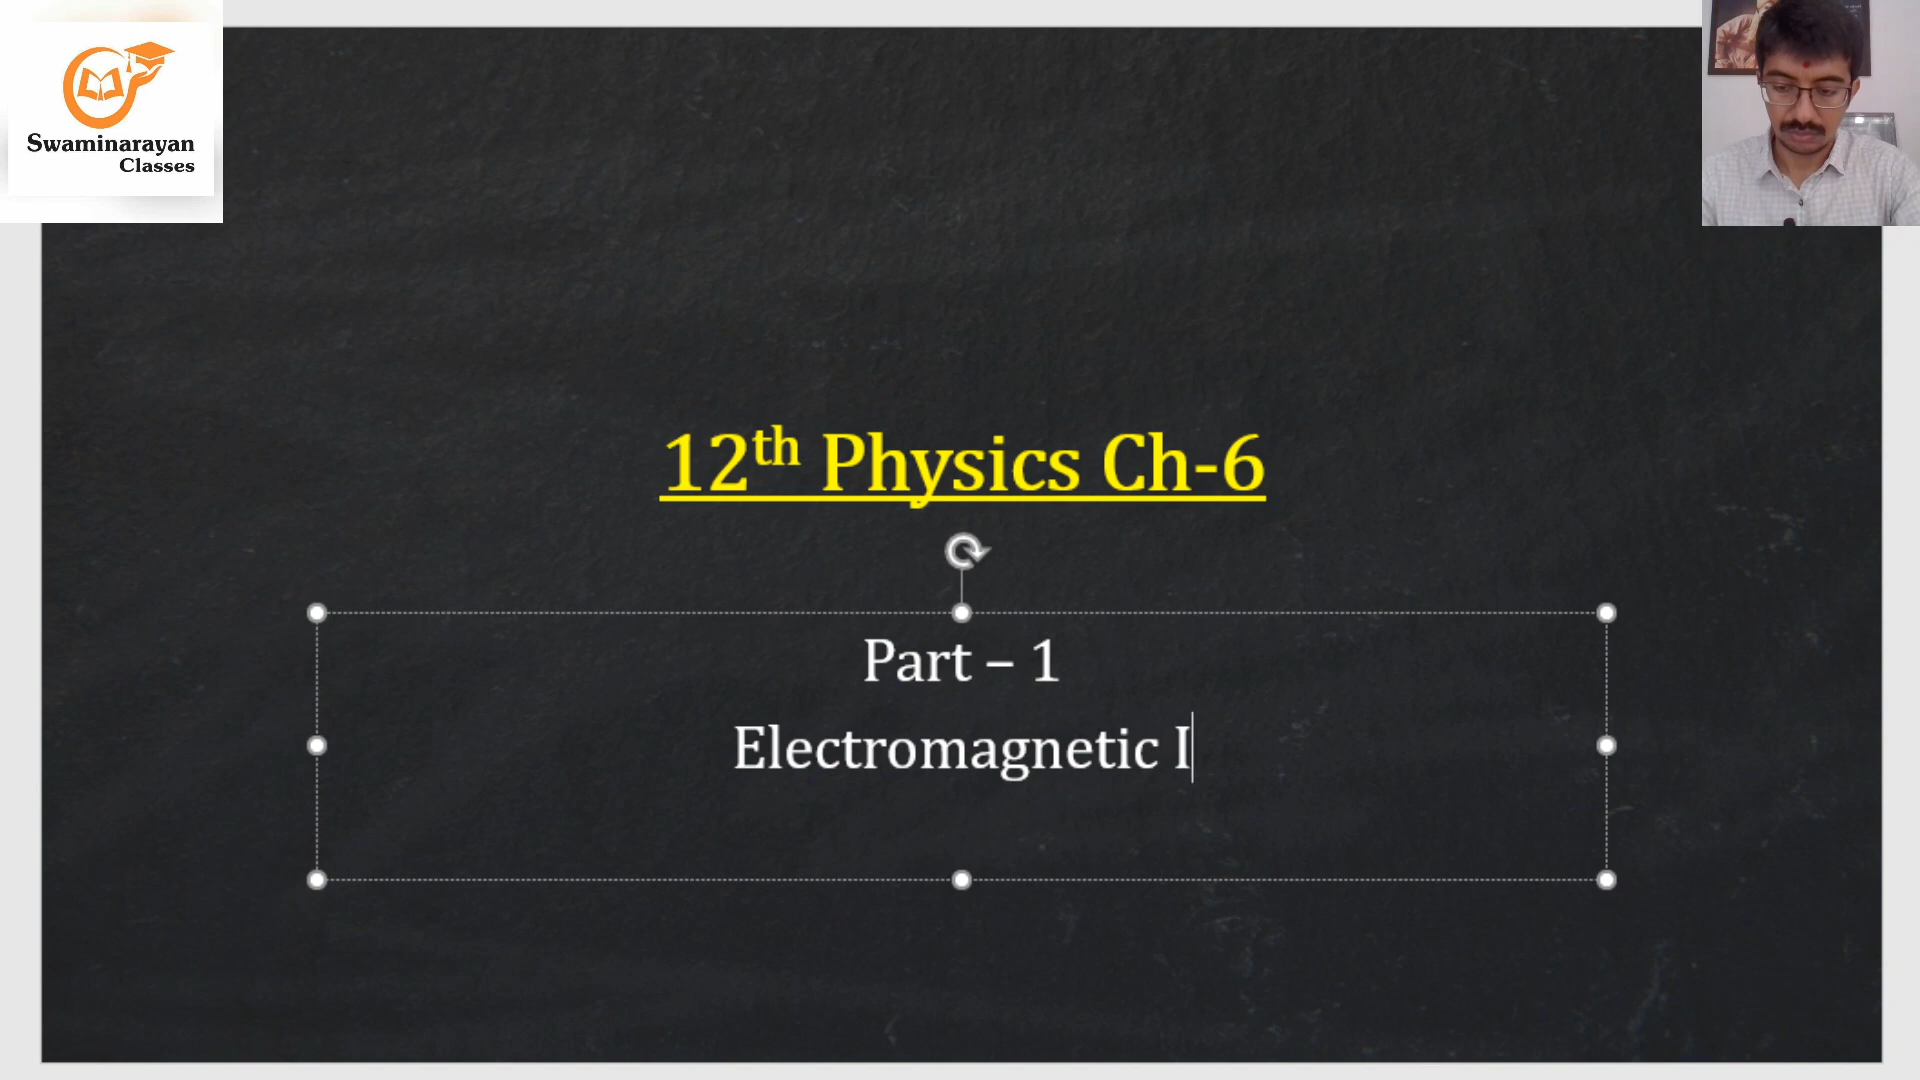 Swaminarayan
Classes
12th Physics Ch-6
Part – 1
Electromagnetic I